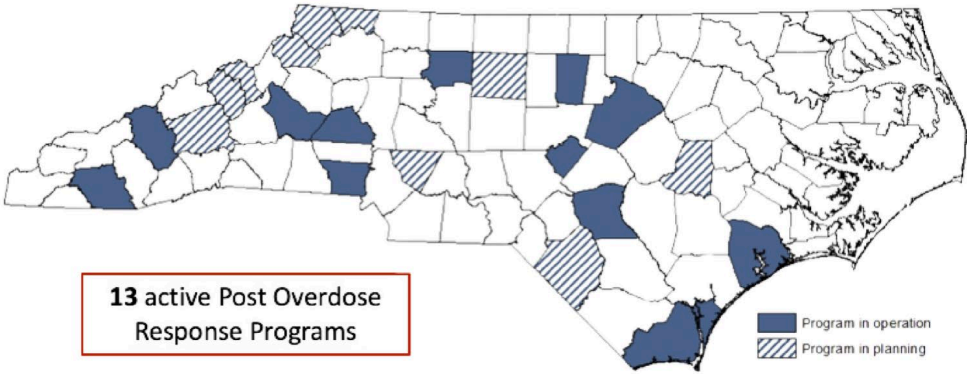 13 active Post Overdose
Response Programs
Program in operation
Program in planning